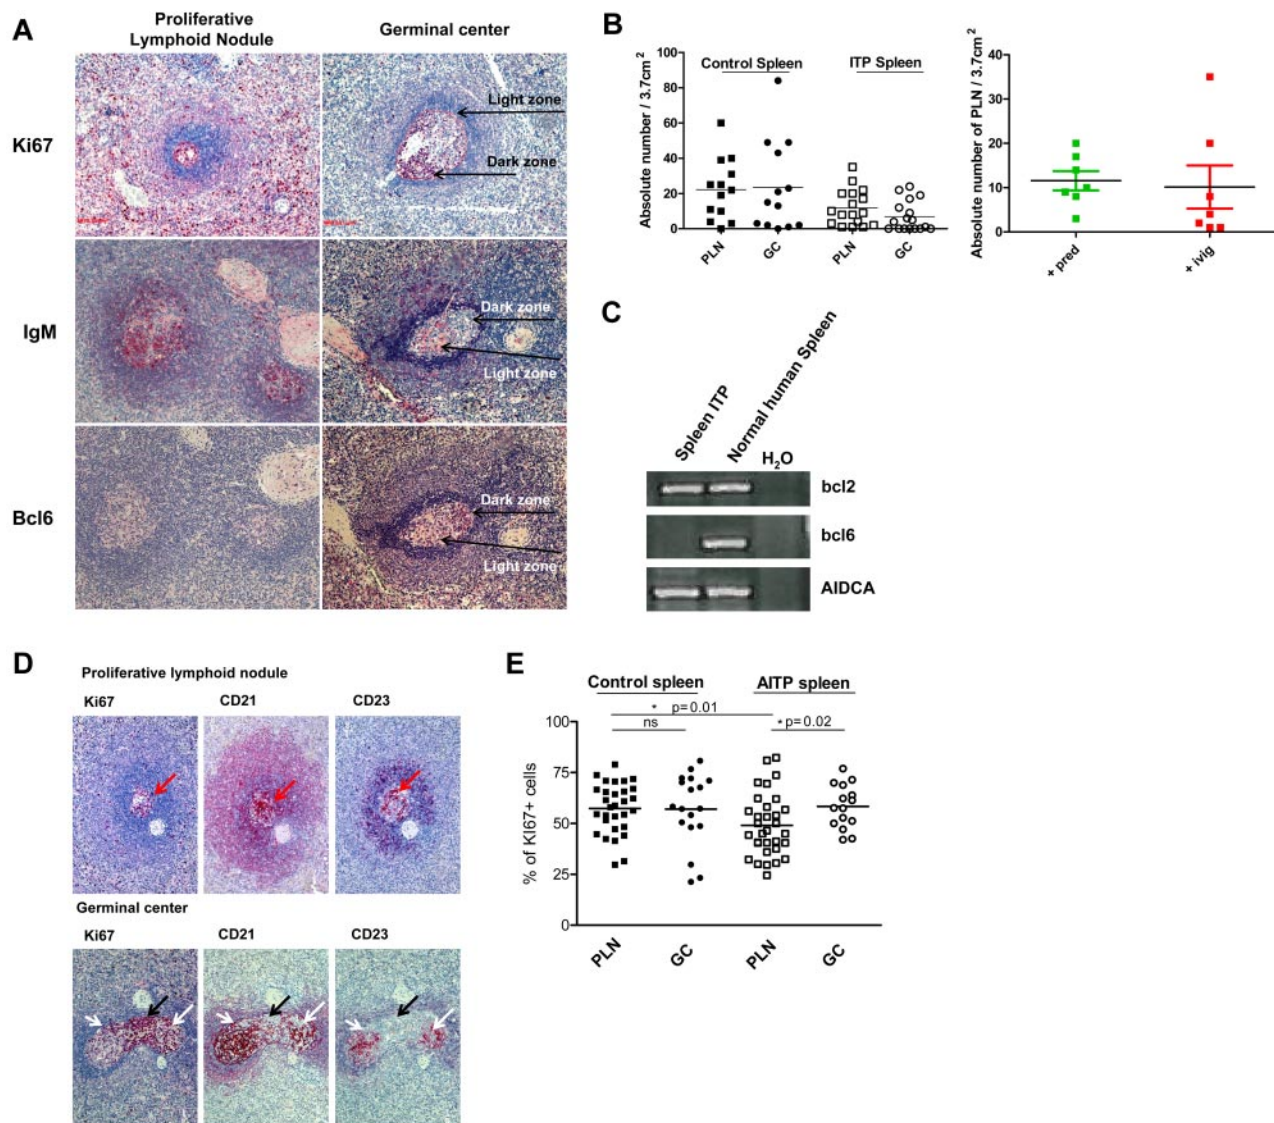 A
Proliferative
Lymphoid Nodule
Germinal center
Ki67
Light zone
Dark zone
IgM
Dark zone
Light zone
Bcl6
Dark zone
Light zone
B
Absolute number / 3.7cm²
100
80
60
40
20
0
Control Spleen
ITP Spleen
PLN
GC
PLN
GC
Absolute number of PLN / 3.7cm²
40
30
20
10
0
+ pred
+ ivig
C
Spleen ITP
Normal human Spleen
H₂O
bcl2
bcl6
AIDCA
D
Proliferative lymphoid nodule
Ki67
CD21
CD23
Germinal center
Ki67
CD21
CD23
E
Control spleen
AITP spleen
* p=0.01
ns
* p=0.02
% of KI67+ cells
100
75
50
25
0
PLN
GC
PLN
GC